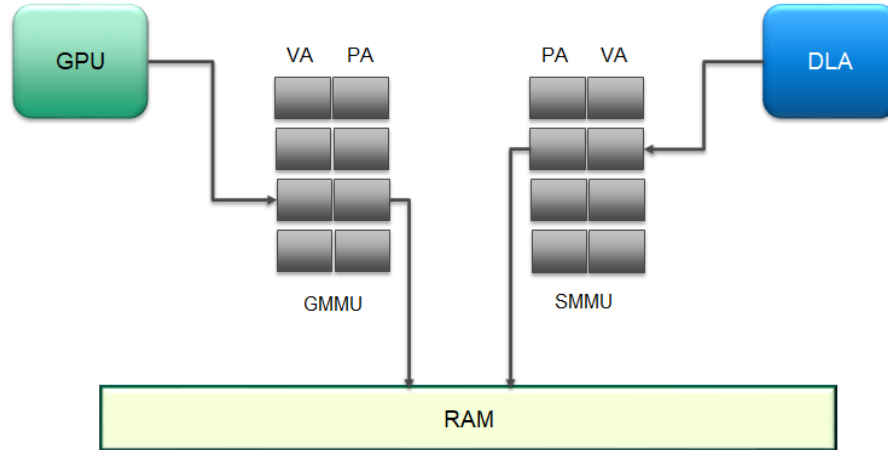 GPU
VA PA
PA VA
DLA
GMMU
SMMU
RAM